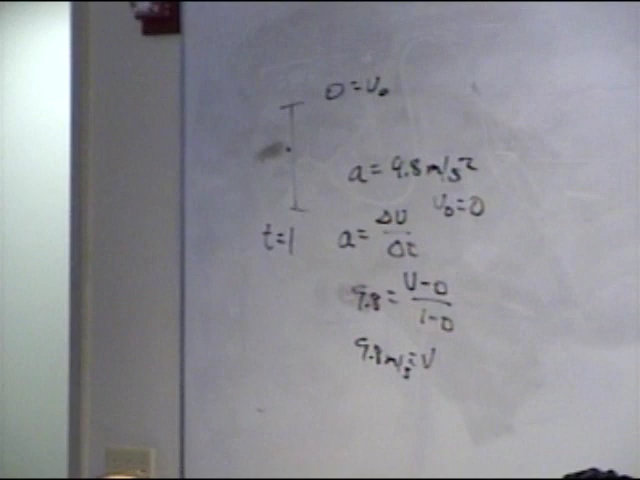 0 = v₀
a = 9.8 m/s²
v₀ = 0
t = 1
a = Δv/Δt
9.8 = v-0/1-0
9.8 m/s = v